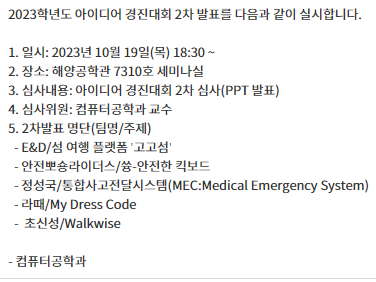 2023학년도 아이디어 경진대회 2차 발표를 다음과 같이 실시합니다.
1. 일시: 2023년 10월 19일(목) 18:30 ~
2. 장소: 해양공학관 7310호 세미나실
3. 심사내용: 아이디어 경진대회 2차 심사(PPT 발표)
4. 심사위원: 컴퓨터공학과 교수
5. 2차발표 명단(팀명/주제)
- E&D/섬 여행 플랫폼 '고고섬'
- 안전뽀숑라이더스/쓩-안전한 킥보드
- 정성국/통합사고전달시스템(MEC:Medical Emergency System)
- 라때/My Dress Code
- 초신성/Walkwise
- 컴퓨터공학과